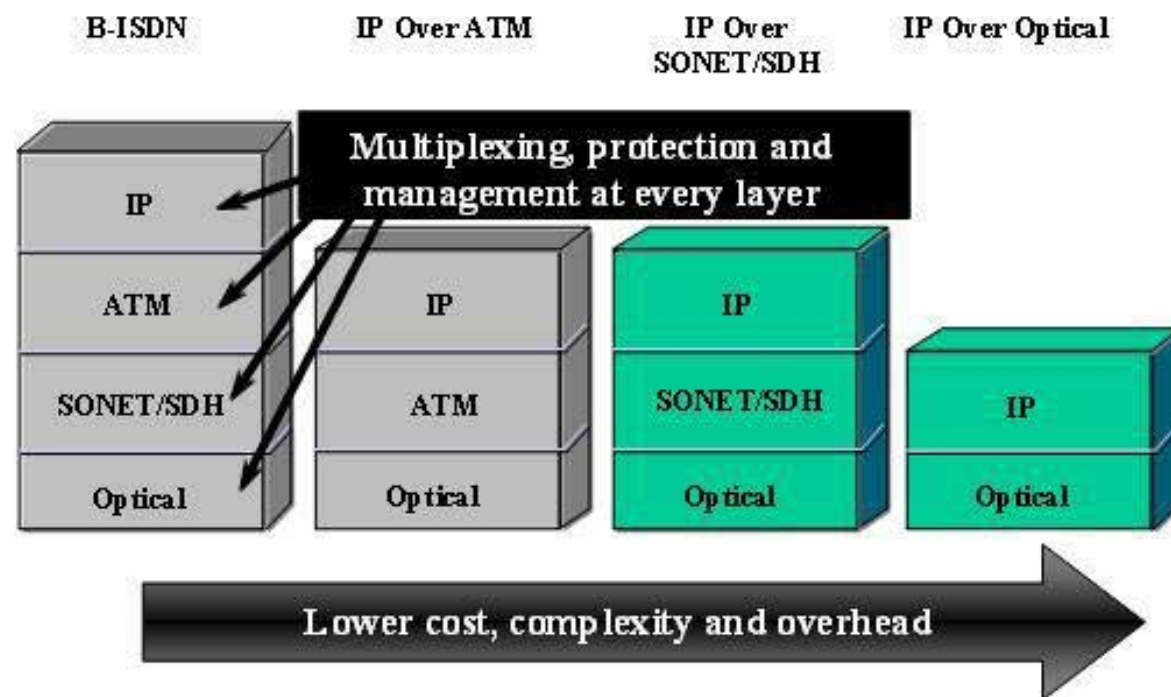 B-ISDN
IP Over ATM
IP Over
SONET/SDH
IP Over Optical
Multiplexing, protection and
management at every layer
IP
ATM
SONET/SDH
Optical
IP
ATM
Optical
IP
SONET/SDH
Optical
IP
Optical
Lower cost, complexity and overhead